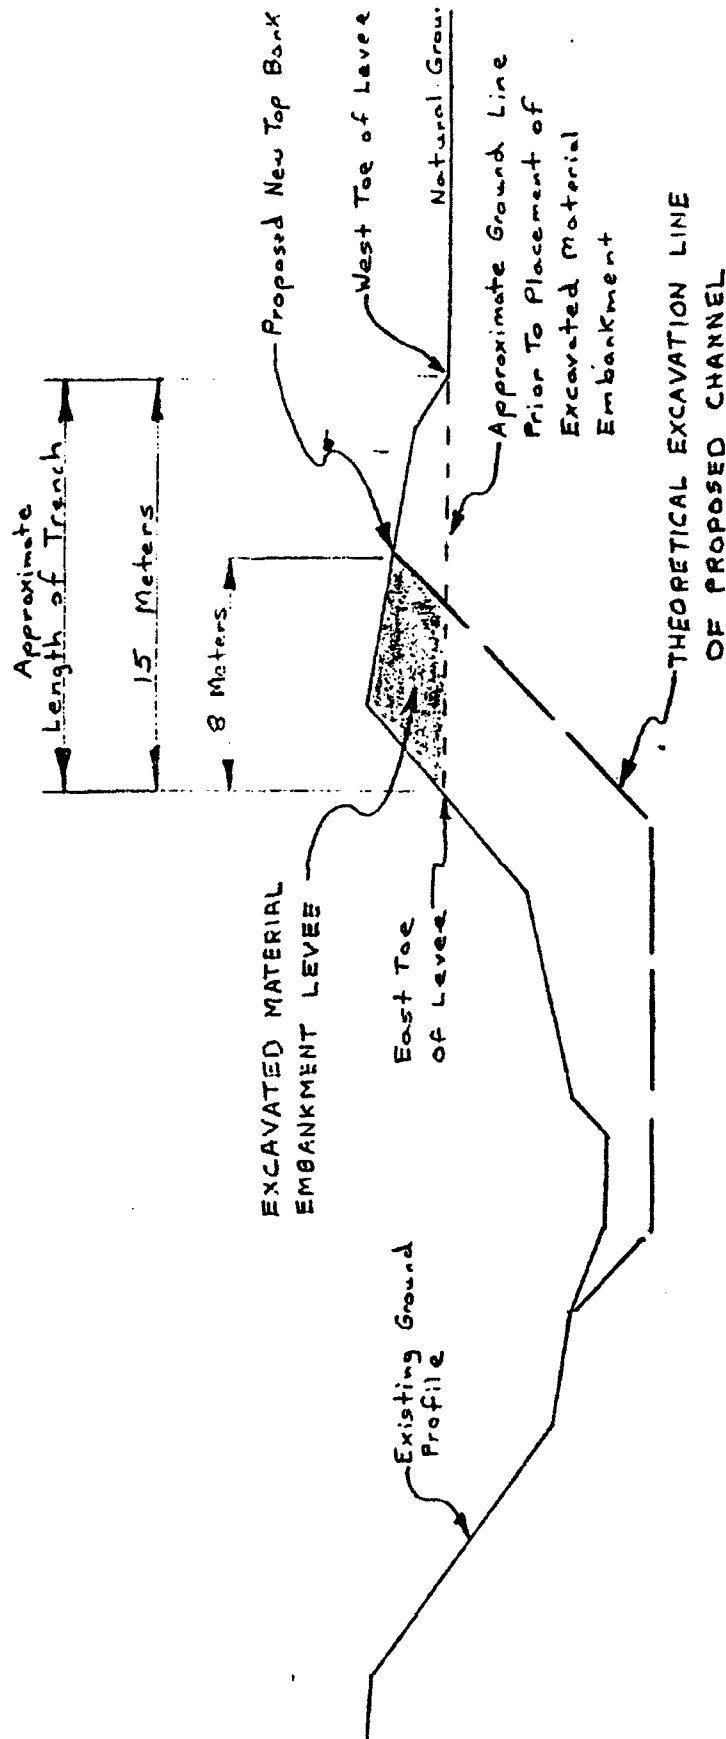 Approximate
Length of Trench
15 Meters
8 Meters
Proposed New Top Bank
West Toe of Levee
Natural Grou
Approximate Ground Line
Prior To Placement of
Excavated Material
Embankment
THEORETICAL EXCAVATION LINE
OF PROPOSED CHANNEL
EXCAVATED MATERIAL
EMBANKMENT LEVEE
East Toe
of Levee
Existing Ground
Profile